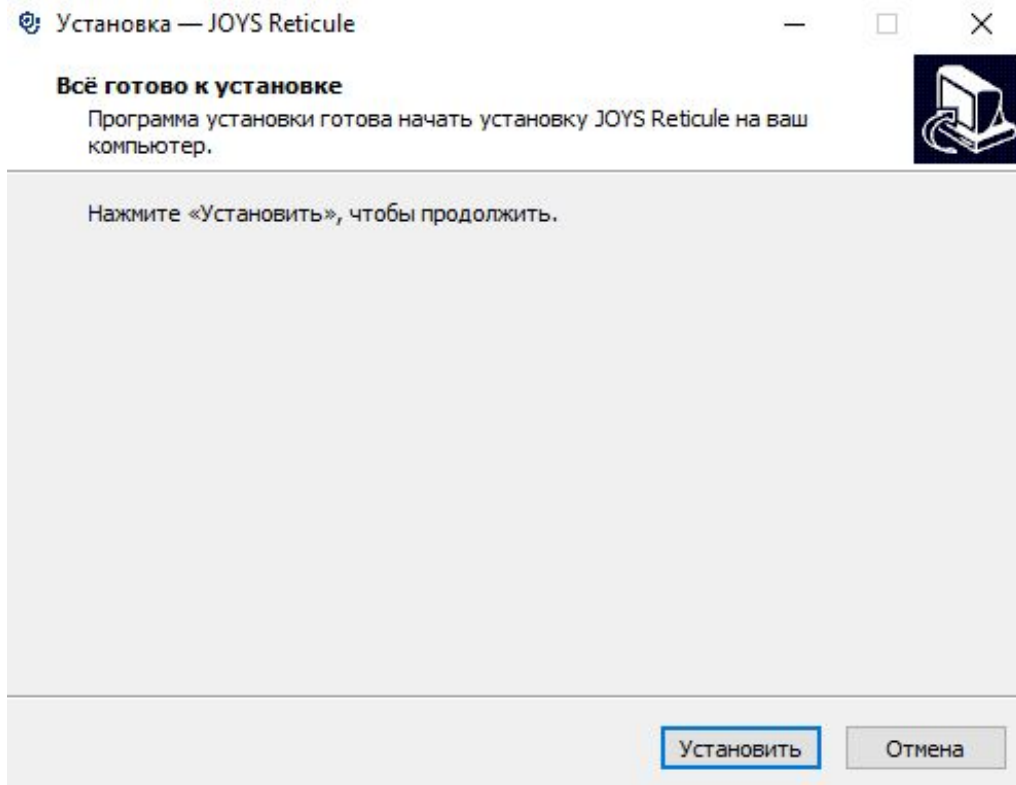 Установка — JOYS Reticule
Всё готово к установке
Программа установки готова начать установку JOYS Reticule на ваш
компьютер.
Нажмите «Установить», чтобы продолжить.
Установить
Отмена